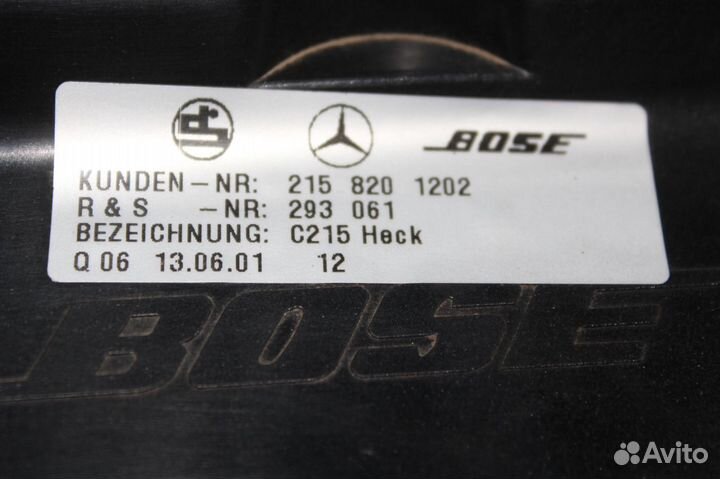 BOSE
KUNDEN-NR: 215 820 1202
R & S -NR: 293 061
BEZEICHNUNG: C215 Heck
Q 06 13.06.01 12
BOSE
Avito